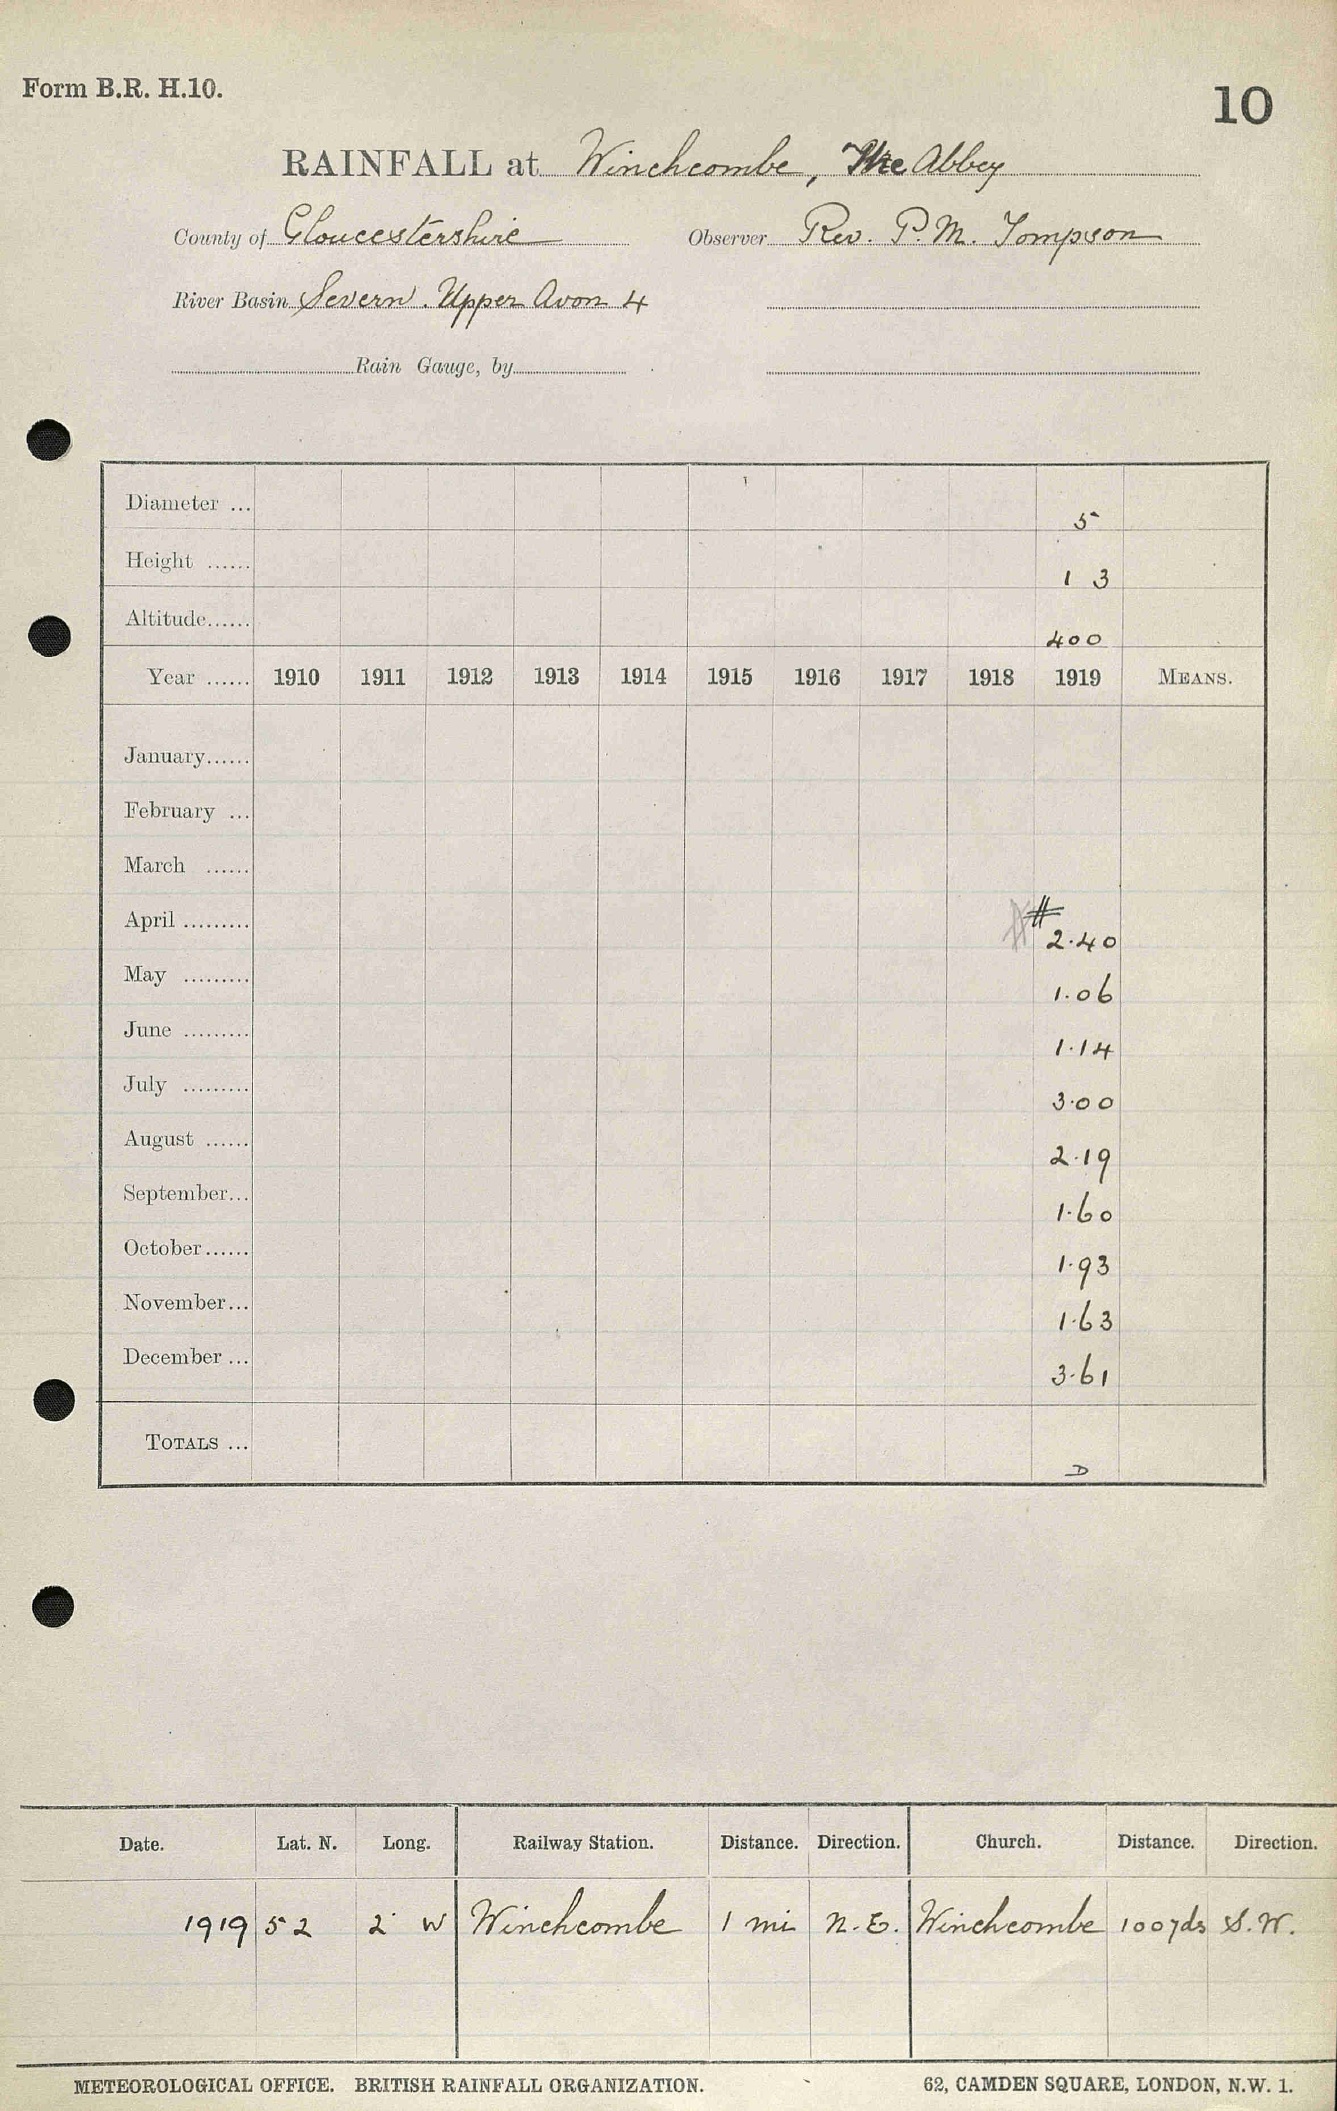 Form B.R. H.10.
10
RAINFALL at Winchcombe, The Abbey
County of Gloucestershire Observer Rev. P. M. Tompson
River Basin Severn. Upper Avon 4
Rain Gauge, by
Diameter ... 5
Height ...... 1 3
Altitude...... 400
Year ...... 1910 1911 1912 1913 1914 1915 1916 1917 1918 1919 MEANS.
January......
February ...
March ......
April ......... # # 2.40
May ......... 1.06
June ......... 1.14
July ......... 3.00
August ...... 2.19
September... 1.60
October...... 1.93
November... 1.63
December ... 3.61
TOTALS ... D
Date. Lat. N. Long. Railway Station. Distance. Direction. Church. Distance. Direction.
1919 52 2 W Winchcombe 1 mi N.E. Winchcombe 100 yds S.W.
METEOROLOGICAL OFFICE. BRITISH RAINFALL ORGANIZATION. 62, CAMDEN SQUARE, LONDON, N.W. 1.